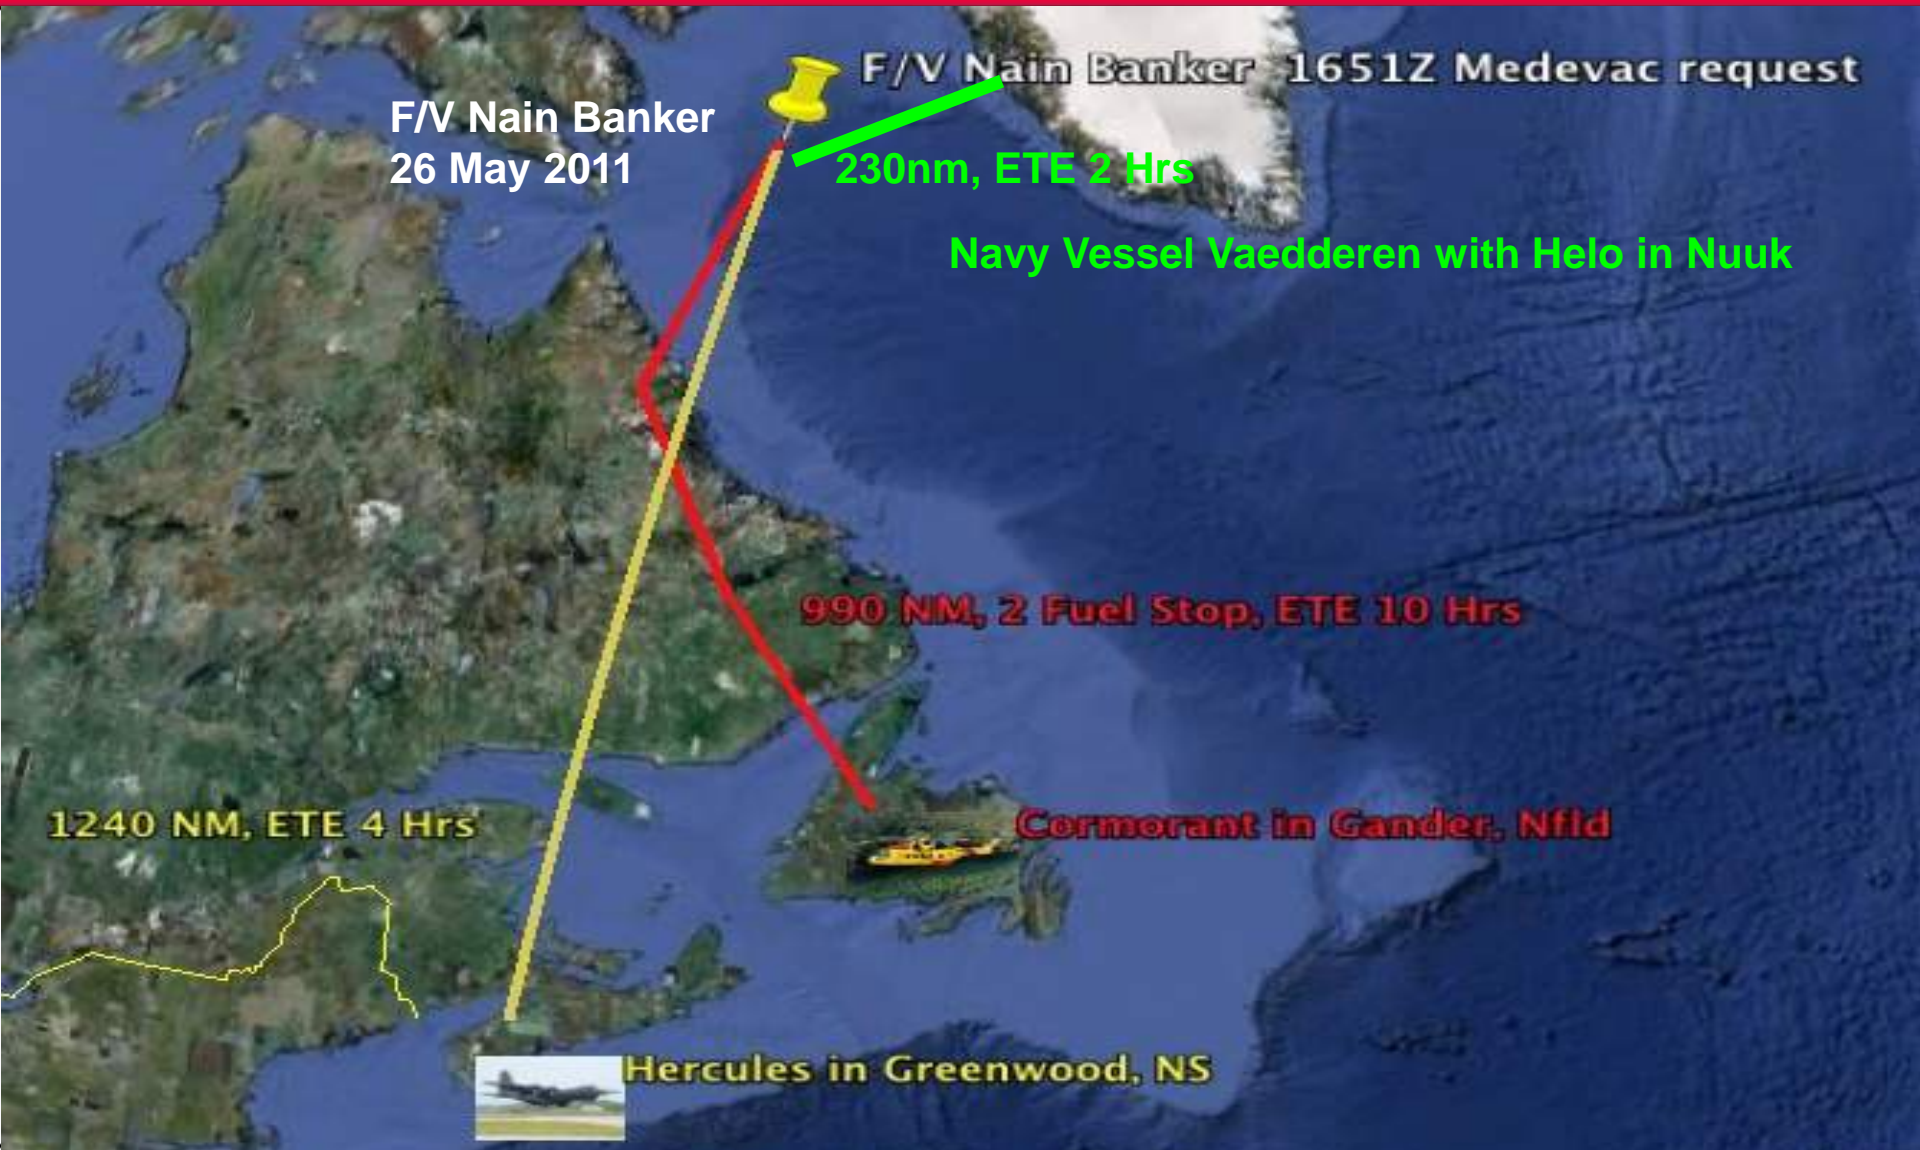 F/V Nain Banker 1651Z Medevac request
F/V Nain Banker
26 May 2011
230nm, ETE 2 Hrs
Navy Vessel Vaedderen with Helo in Nuuk
990 NM, 2 Fuel Stop, ETE 10 Hrs
1240 NM, ETE 4 Hrs
Cormorant in Gander, Nfld
Hercules in Greenwood, NS